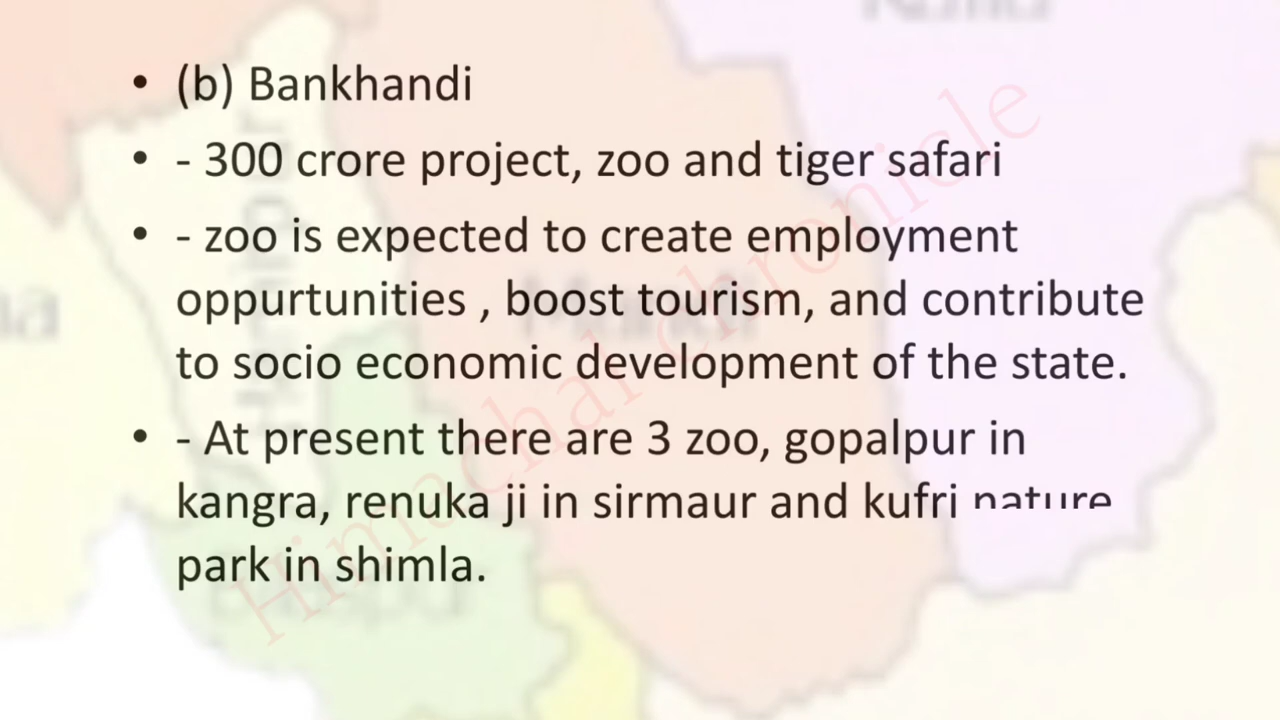 • (b) Bankhandi
• - 300 crore project, zoo and tiger safari
• - zoo is expected to create employment
oppurtunities , boost tourism, and contribute
to socio economic development of the state.
• - At present there are 3 zoo, gopalpur in
kangra, renuka ji in sirmaur and kufri nature
park in shimla.
Himachal chronicle